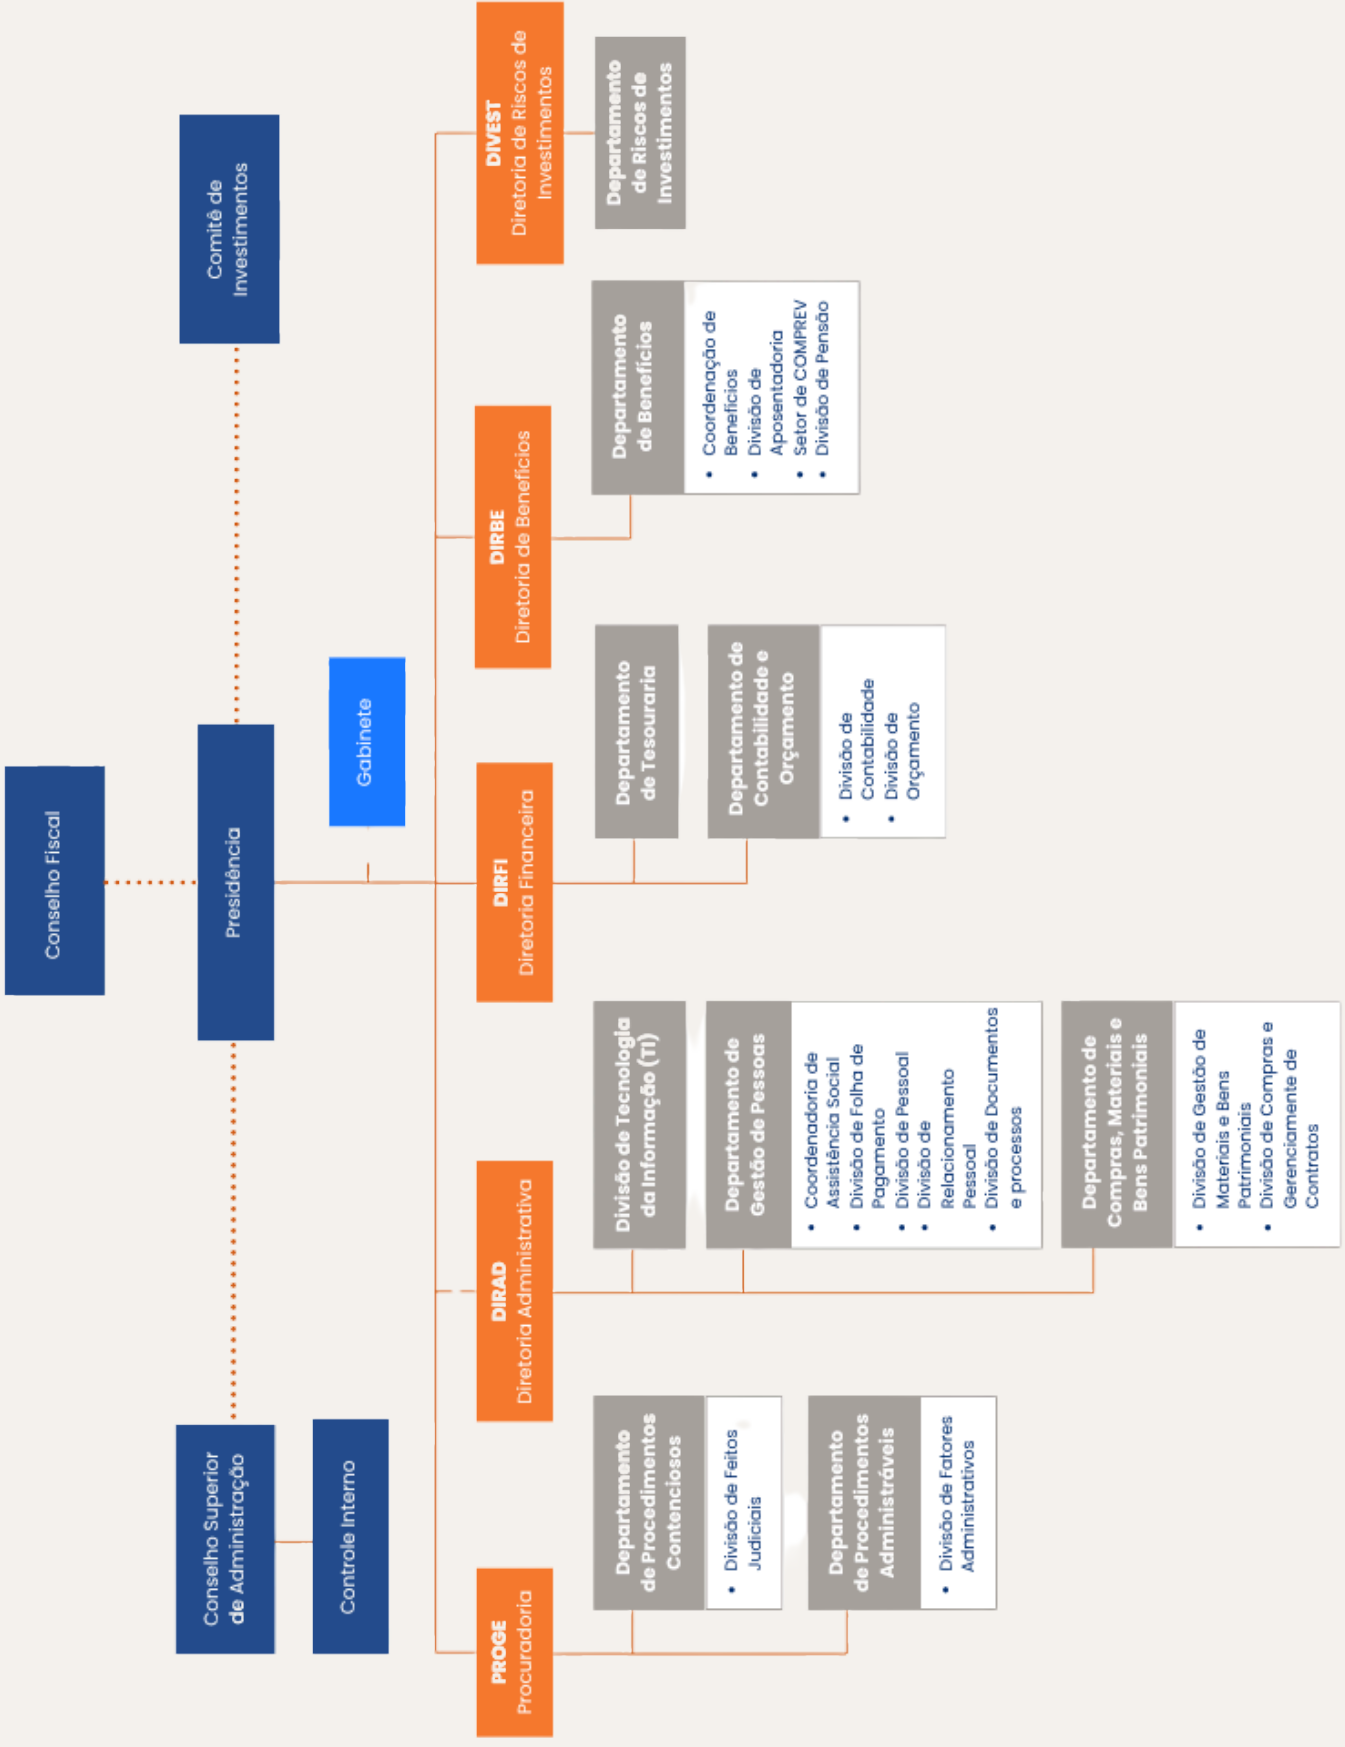 Conselho Fiscal
Conselho Superior
de Administração
Presidência
Comitê de
Investimentos
Controle Interno
Gabinete
PROGE
Procuradoria
DIRAD
Diretoria Administrativa
DIRFI
Diretoria Financeira
DIRBE
Diretoria de Benefícios
DIVEST
Diretoria de Riscos de
Investimentos
Departamento
de Procedimentos
Contenciosos
• Divisão de Feitos
Judiciais
Departamento
de Procedimentos
Administráveis
• Divisão de Fatores
Administrativos
Divisão de Tecnologia
da Informação (TI)
Departamento de
Gestão de Pessoas
• Coordenadoria de
Assistência Social
• Divisão de Folha de
Pagamento
• Divisão de Pessoal
• Divisão de
Relacionamento
Pessoal
• Divisão de Documentos
e processos
Departamento de
Compras, Materiais e
Bens Patrimoniais
• Divisão de Gestão de
Materiais e Bens
Patrimoniais
• Divisão de Compras e
Gerenciamente de
Contratos
Departamento
de Tesouraria
Departamento de
Contabilidade e
Orçamento
• Divisão de
Contabilidade
• Divisão de
Orçamento
Departamento
de Benefícios
• Coordenação de
Benefícios
• Divisão de
Aposentadoria
• Setor de COMPREV
• Divisão de Pensão
Departamento
de Riscos de
Investimentos